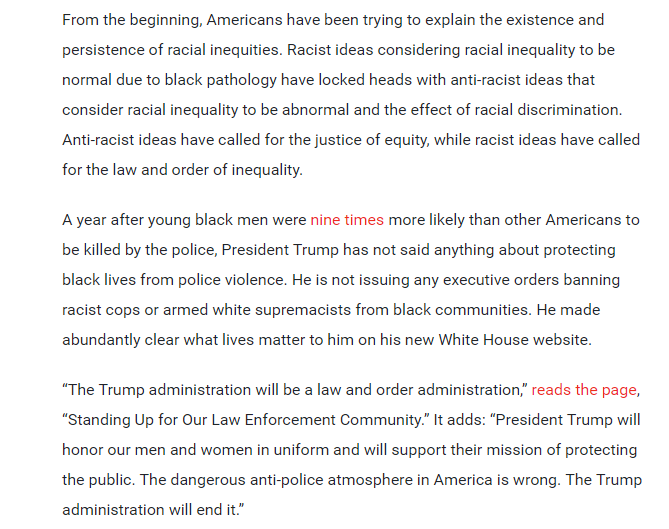 From the beginning, Americans have been trying to explain the existence and
persistence of racial inequities. Racist ideas considering racial inequality to be
normal due to black pathology have locked heads with anti-racist ideas that
consider racial inequality to be abnormal and the effect of racial discrimination.
Anti-racist ideas have called for the justice of equity, while racist ideas have called
for the law and order of inequality.
A year after young black men were nine times more likely than other Americans to
be killed by the police, President Trump has not said anything about protecting
black lives from police violence. He is not issuing any executive orders banning
racist cops or armed white supremacists from black communities. He made
abundantly clear what lives matter to him on his new White House website.
“The Trump administration will be a law and order administration,” reads the page,
“Standing Up for Our Law Enforcement Community.” It adds: “President Trump will
honor our men and women in uniform and will support their mission of protecting
the public. The dangerous anti-police atmosphere in America is wrong. The Trump
administration will end it.”